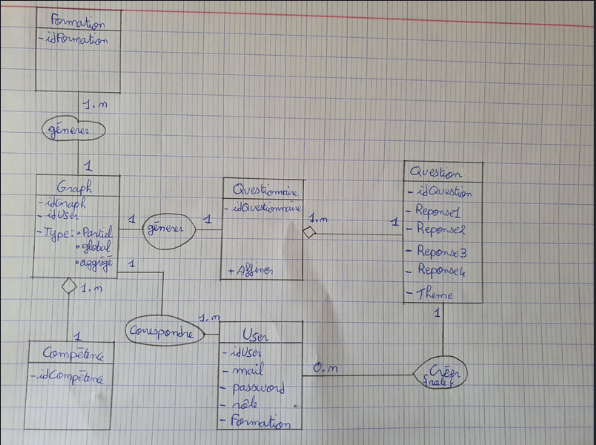 Formation
- idFormation
1.n
générer
1
Graph
- idGraph
- idUser
- Type: • Partiel
• global
• aggrégé
1
générer
1
Questionnaire
- idQuestionnaire
+ Affiner
1.n
1
Question
- idQuestion
- Reponse1
- Reponse2
- Reponse3
- Reponse4
- Theme
1
1.n
1
Compétence
- idCompétence
1
Correspondre
1.n
User
- idUser
- mail
- password
- rôle
- Formation
0.n
Créer